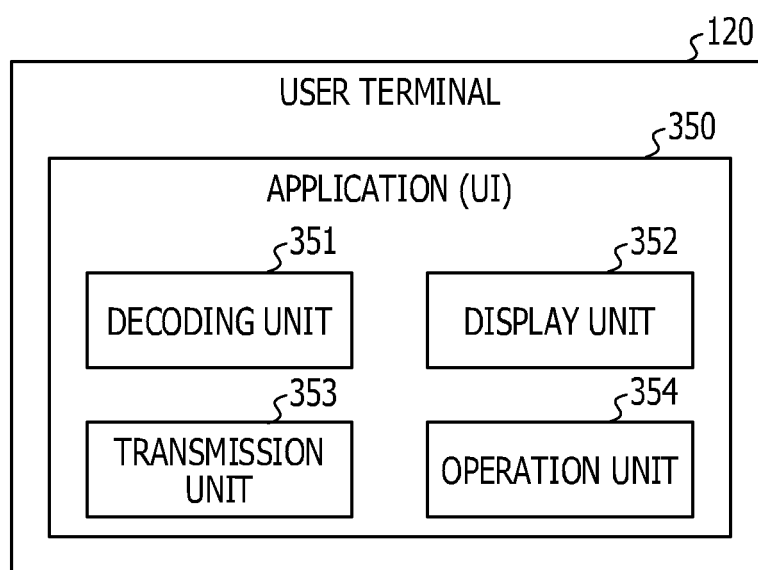 120
USER TERMINAL
350
APPLICATION (UI)
351
352
DECODING UNIT
DISPLAY UNIT
353
354
TRANSMISSION
UNIT
OPERATION UNIT